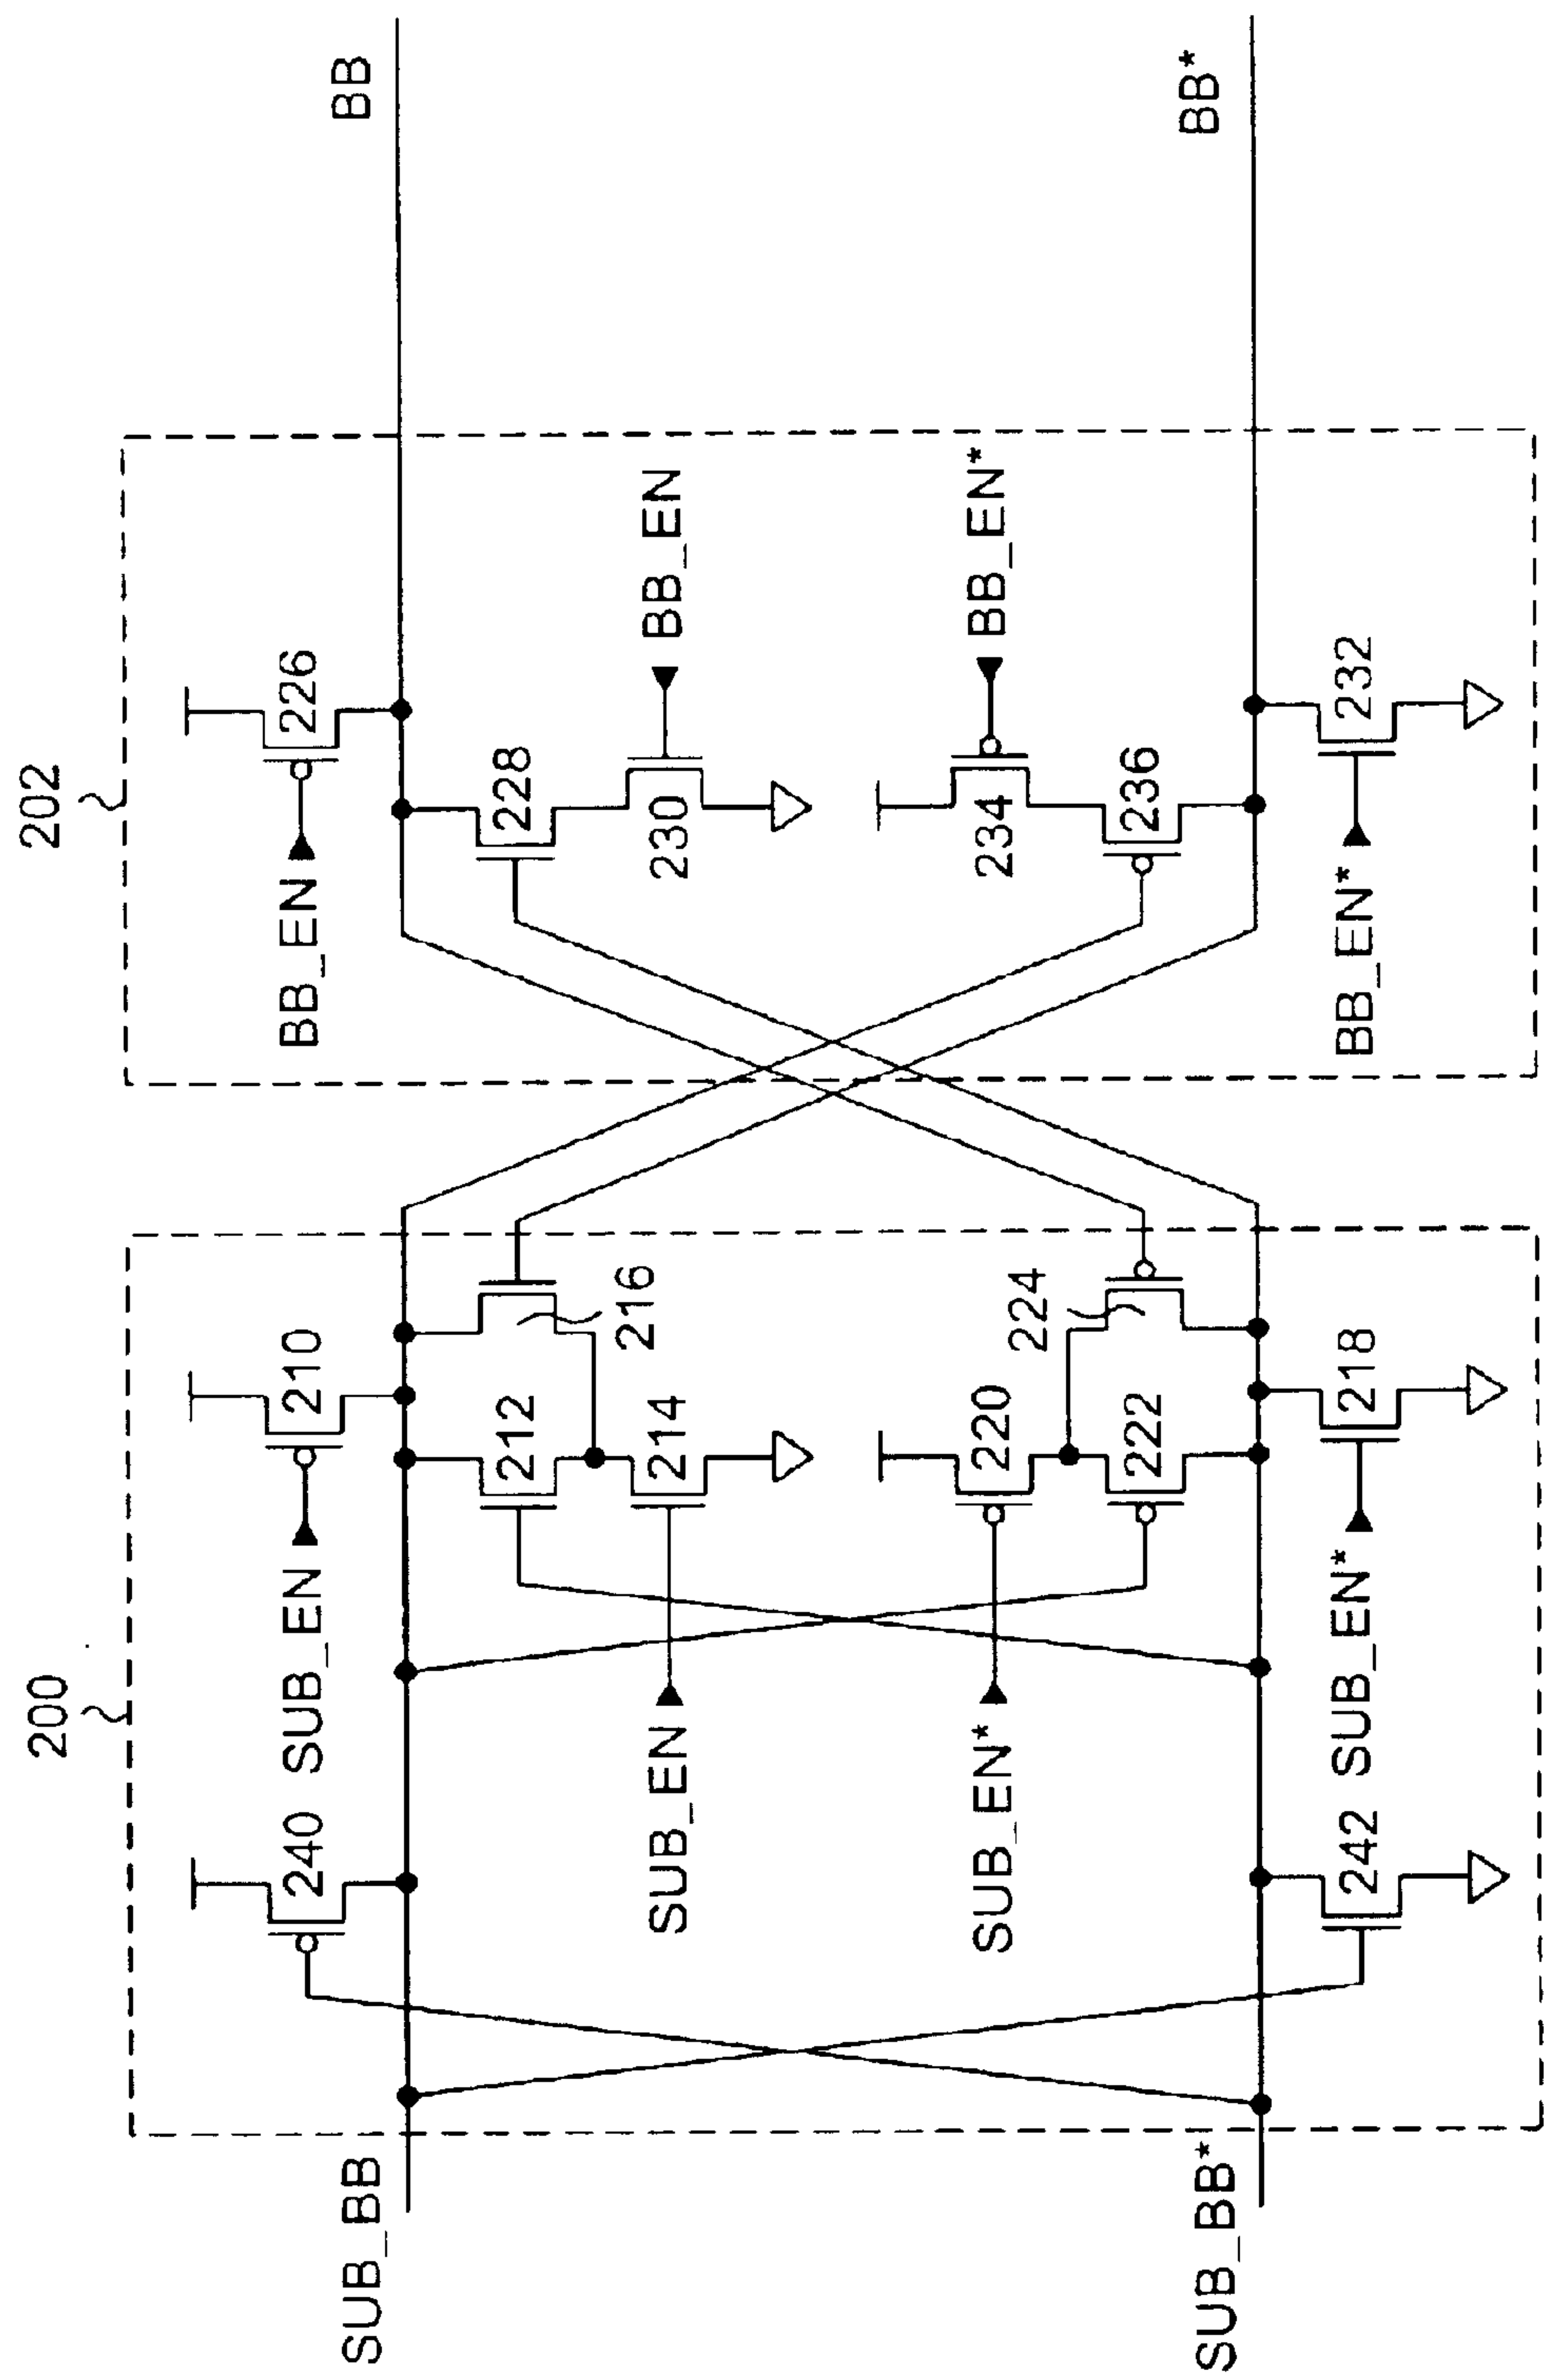 200
202
240
SUB_EN
210
BB_EN
226
SUB_BB
BB
212
216
228
SUB_EN
214
230
BB_EN
SUB_EN*
220
224
234
BB_EN*
222
236
SUB_BB*
BB*
242
SUB_EN*
218
BB_EN*
232